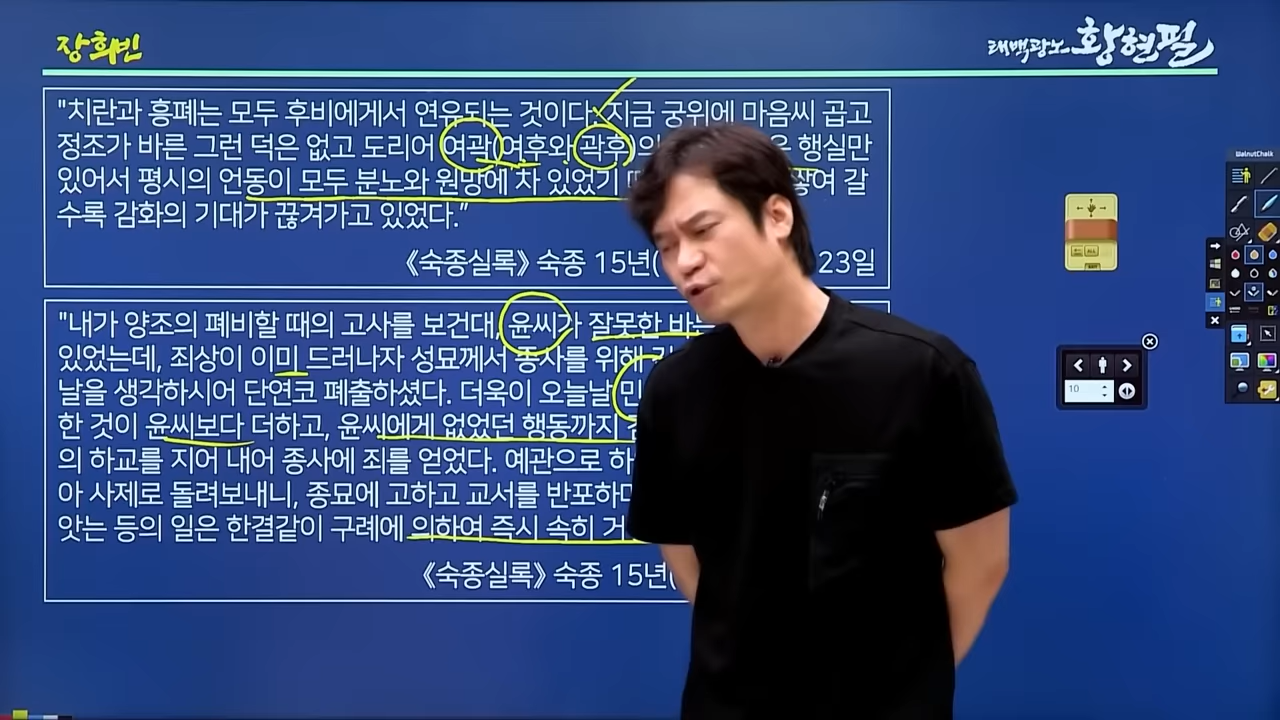 장희빈
태백광노 황현필
"치란과 흥폐는 모두 후비에게서 연유되는 것이다. 지금 궁위에 마음씨 곱고
정조가 바른 그런 덕은 없고 도리어 여곽(여후와 곽후)의 행실만
있어서 평시의 언동이 모두 분노와 원망에 차 있었기 쌓여 갈
수록 감화의 기대가 끊겨가고 있었다."
《숙종실록》 숙종 15년( 23일
"내가 양조의 폐비할 때의 고사를 보건대, 윤씨가 잘못한 바
있었는데, 죄상이 이미 드러나자 성묘께서 종사를 위해
날을 생각하시어 단연코 폐출하셨다. 더욱이 오늘날 민
한 것이 윤씨보다 더하고, 윤씨에게 없었던 행동까지
의 하교를 지어 내어 종사에 죄를 얻었다. 예관으로 하
아 사제로 돌려보내니, 종묘에 고하고 교서를 반포하며
앗는 등의 일은 한결같이 구례에 의하여 즉시 속히 거
《숙종실록》 숙종 15년(
WalnutChalk
ALL
10